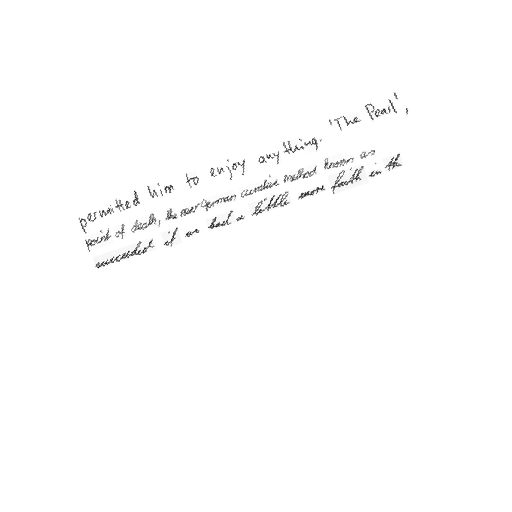 permitted him to enjoy anything. 'The Pearl',
point of death, the new German curative method known as
succeeded if we had a little more faith in the